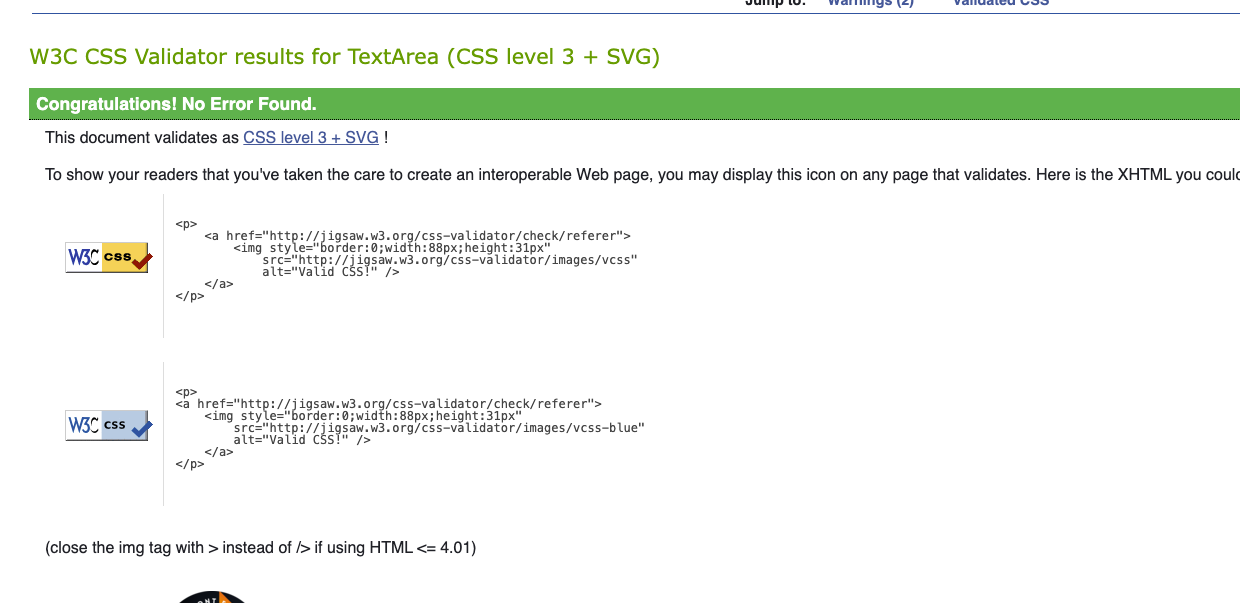 Jump to: Warnings (2) Validated CSS
W3C CSS Validator results for TextArea (CSS level 3 + SVG)
Congratulations! No Error Found.
This document validates as CSS level 3 + SVG !
To show your readers that you've taken the care to create an interoperable Web page, you may display this icon on any page that validates. Here is the XHTML you could
<p>
<a href="http://jigsaw.w3.org/css-validator/check/referer">
<img style="border:0;width:88px;height:31px"
src="http://jigsaw.w3.org/css-validator/images/vcss"
alt="Valid CSS!" />
</a>
</p>
W3C css
<p>
<a href="http://jigsaw.w3.org/css-validator/check/referer">
<img style="border:0;width:88px;height:31px"
src="http://jigsaw.w3.org/css-validator/images/vcss-blue"
alt="Valid CSS!" />
</a>
</p>
W3C css
(close the img tag with > instead of /> if using HTML <= 4.01)